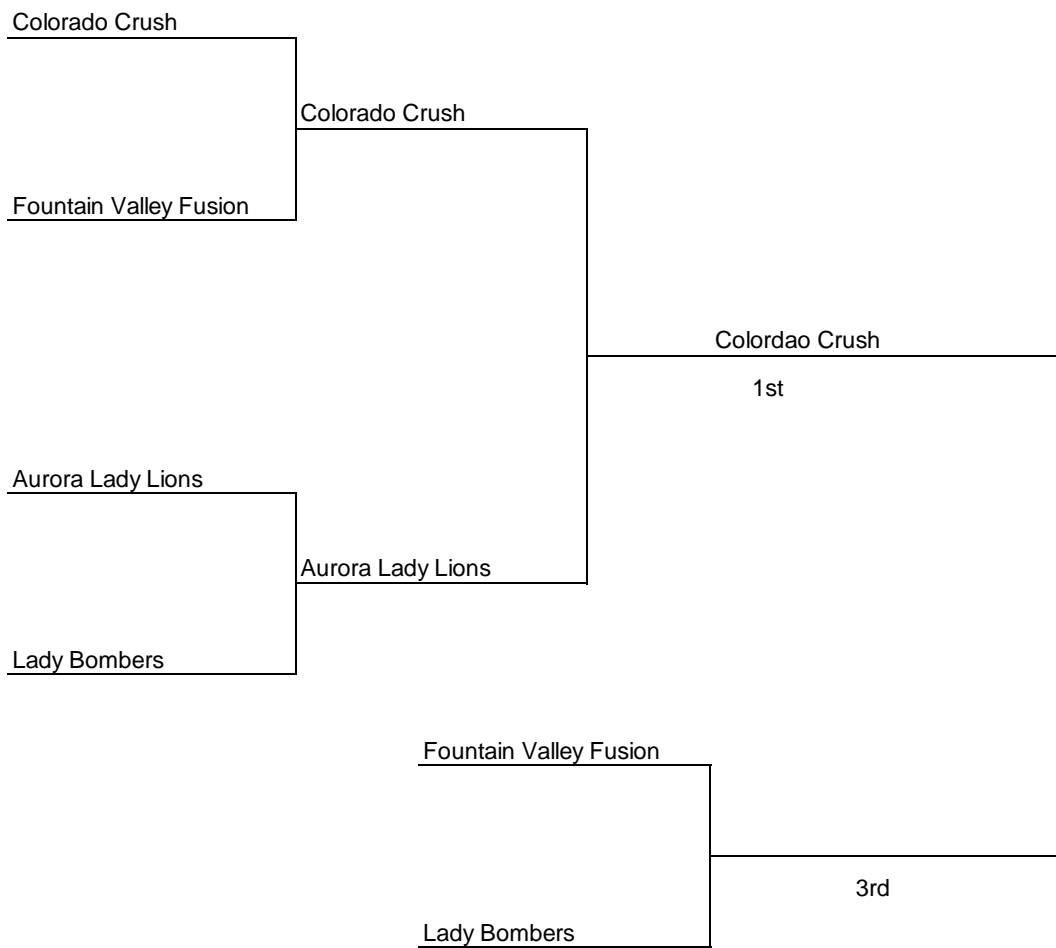 Colorado Crush
Colorado Crush
Fountain Valley Fusion
Colordao Crush
1st
Aurora Lady Lions
Aurora Lady Lions
Lady Bombers
Fountain Valley Fusion
3rd
Lady Bombers